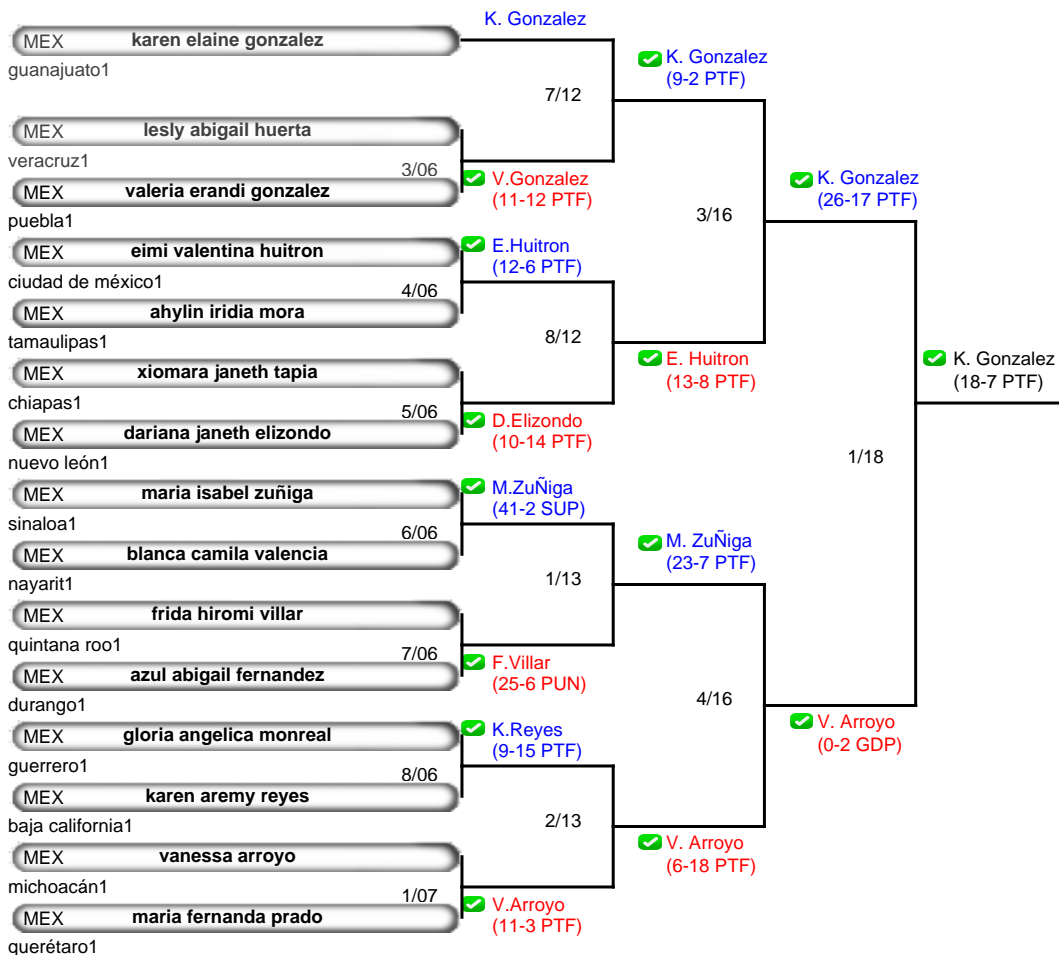 K. Gonzalez
MEX karen elaine gonzalez
guanajuato1
K. Gonzalez
(9-2 PTF)
7/12
MEX lesly abigail huerta
veracruz1
3/06
V.Gonzalez
(11-12 PTF)
MEX valeria erandi gonzalez
puebla1
K. Gonzalez
(26-17 PTF)
3/16
MEX eimi valentina huitron
ciudad de méxico1
E.Huitron
(12-6 PTF)
4/06
MEX ahylin iridia mora
tamaulipas1
8/12
E. Huitron
(13-8 PTF)
K. Gonzalez
(18-7 PTF)
MEX xiomara janeth tapia
chiapas1
5/06
D.Elizondo
(10-14 PTF)
MEX dariana janeth elizondo
nuevo león1
1/18
MEX maria isabel zuñiga
sinaloa1
M.ZuÑiga
(41-2 SUP)
6/06
MEX blanca camila valencia
nayarit1
M. ZuÑiga
(23-7 PTF)
1/13
MEX frida hiromi villar
quintana roo1
7/06
F.Villar
(25-6 PUN)
MEX azul abigail fernandez
durango1
4/16
V. Arroyo
(0-2 GDP)
MEX gloria angelica monreal
guerrero1
K.Reyes
(9-15 PTF)
8/06
MEX karen aremy reyes
baja california1
2/13
V. Arroyo
(6-18 PTF)
MEX vanessa arroyo
michoacán1
1/07
V.Arroyo
(11-3 PTF)
MEX maria fernanda prado
querétaro1